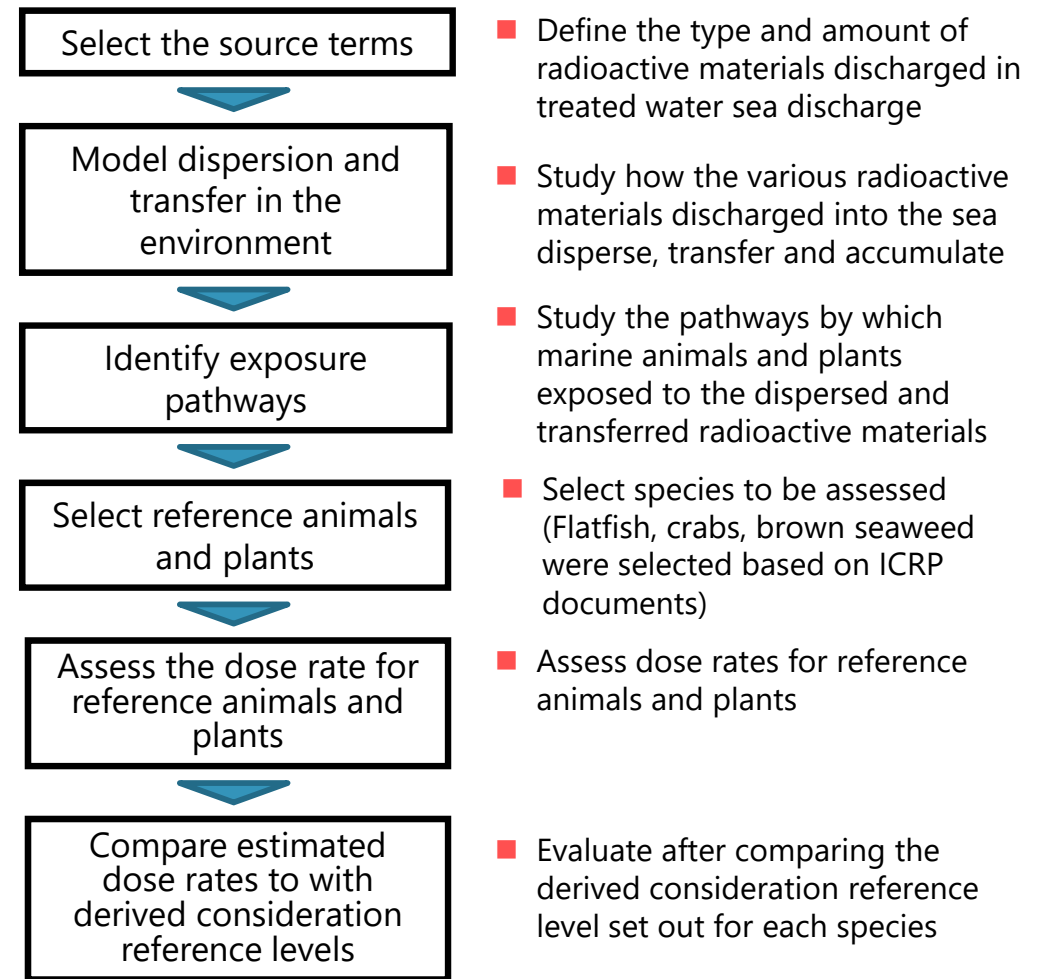 Select the source terms
Define the type and amount of
radioactive materials discharged in
treated water sea discharge
Model dispersion and
transfer in the
environment
Study how the various radioactive
materials discharged into the sea
disperse, transfer and accumulate
Identify exposure
pathways
Study the pathways by which
marine animals and plants
exposed to the dispersed and
transferred radioactive materials
Select reference animals
and plants
Select species to be assessed
(Flatfish, crabs, brown seaweed
were selected based on ICRP
documents)
Assess the dose rate for
reference animals and
plants
Assess dose rates for reference
animals and plants
Compare estimated
dose rates to with
derived consideration
reference levels
Evaluate after comparing the
derived consideration reference
level set out for each species